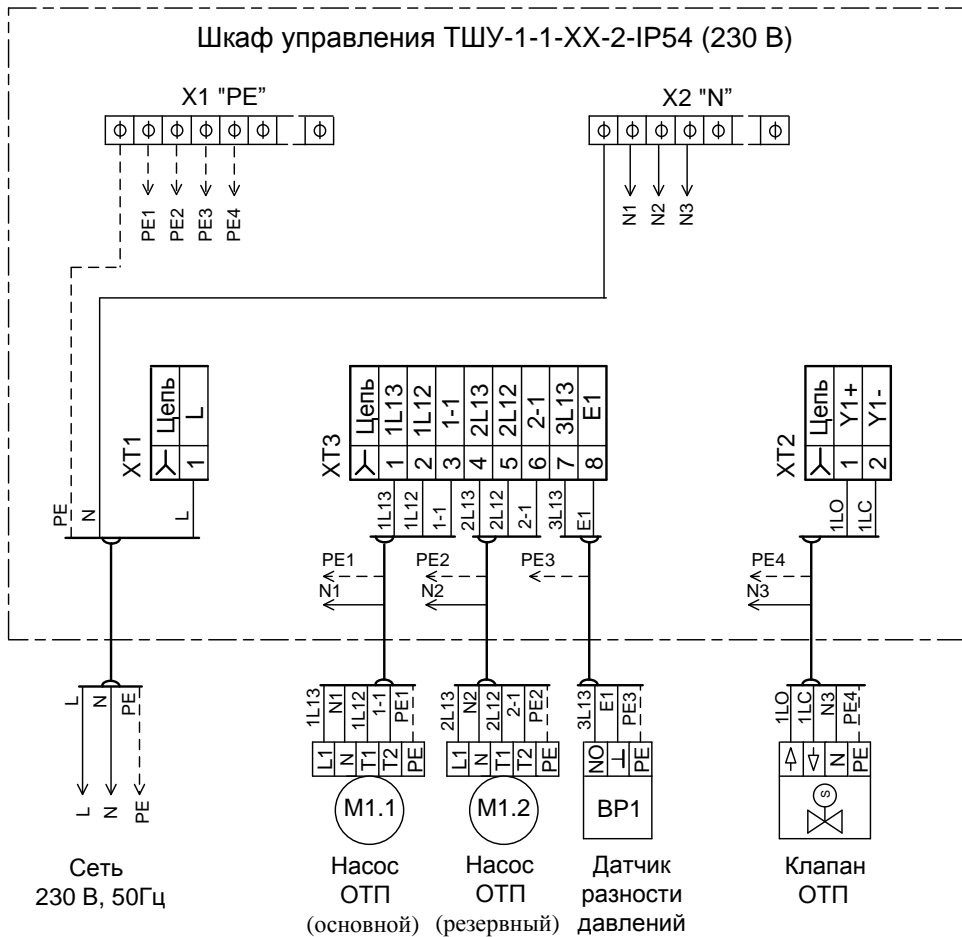 Шкаф управления ТШУ-1-1-ХХ-2-IP54 (230 В)
X1 "PE"
X2 "N"
PE1
PE2
PE3
PE4
N1
N2
N3
XT1
Цепь
1
L
XT3
Цепь
1
1L13
2
1L12
3
1-1
4
2L13
5
2L12
6
2-1
7
3L13
8
E1
XT2
Цепь
1
Y1+
2
Y1-
PE
N
L
1L13
1L12
1-1
2L13
2L12
2-1
3L13
E1
1LO
1LC
PE1
N1
PE2
N2
PE3
PE4
N3
L
N
PE
1L13
N1
1L12
1-1
PE1
2L13
N2
2L12
2-1
PE2
3L13
E1
PE3
1LO
1LC
N3
PE4
L1
N
T1
T2
PE
L1
N
T1
T2
PE
NO
PE
N
PE
M1.1
M1.2
BP1
S
L
N
PE
Сеть
230 В, 50Гц
Насос
ОТП
(основной)
Насос
ОТП
(резервный)
Датчик
разности
давлений
Клапан
ОТП